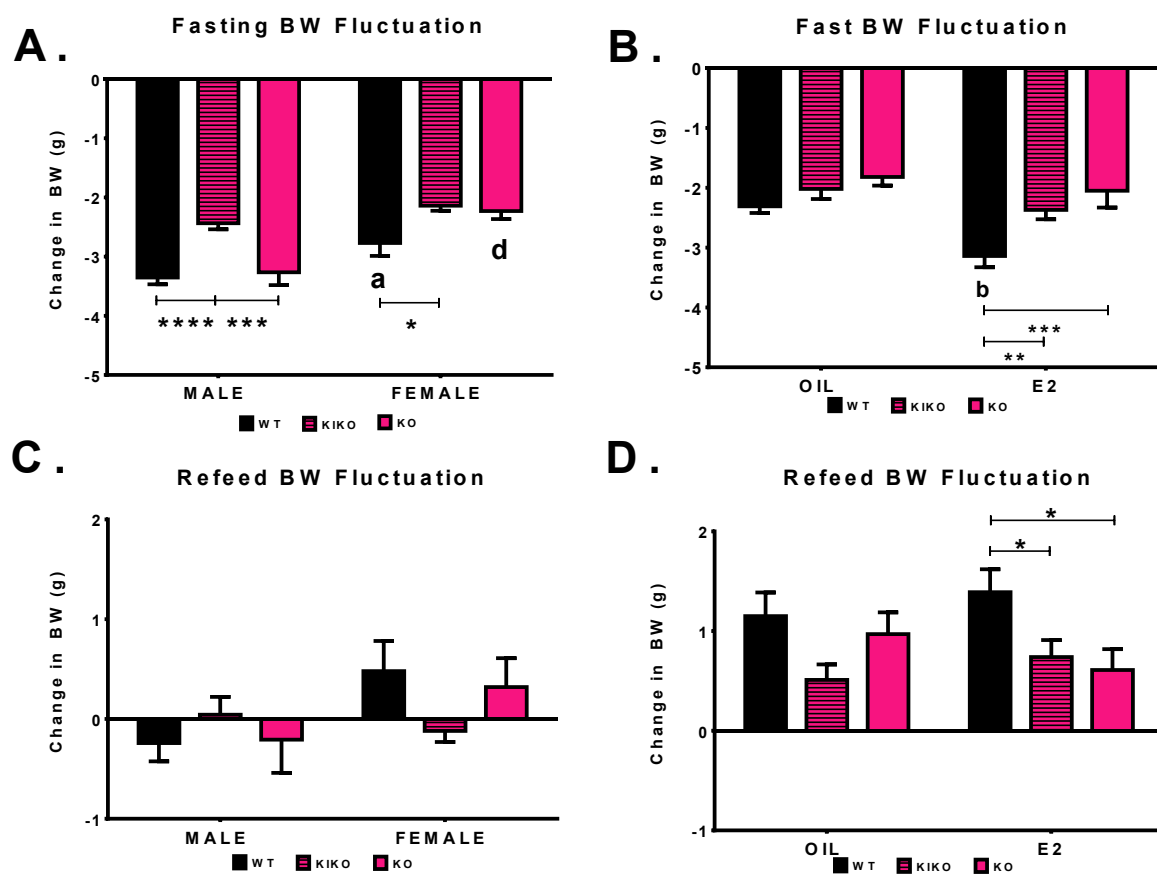 A .
Fasting BW Fluctuation
Change in BW (g)
0
-1
-2
-3
-4
-5
a
d
**** ***
*
MALE FEMALE
WT KIKO KO
B .
Fast BW Fluctuation
Change in BW (g)
0
-1
-2
-3
-4
-5
b
***
**
OIL E2
WT KIKO KO
C .
Refeed BW Fluctuation
Change in BW (g)
2
1
0
-1
MALE FEMALE
WT KIKO KO
D .
Refeed BW Fluctuation
Change in BW (g)
2
1
0
-1
*
*
OIL E2
WT KIKO KO